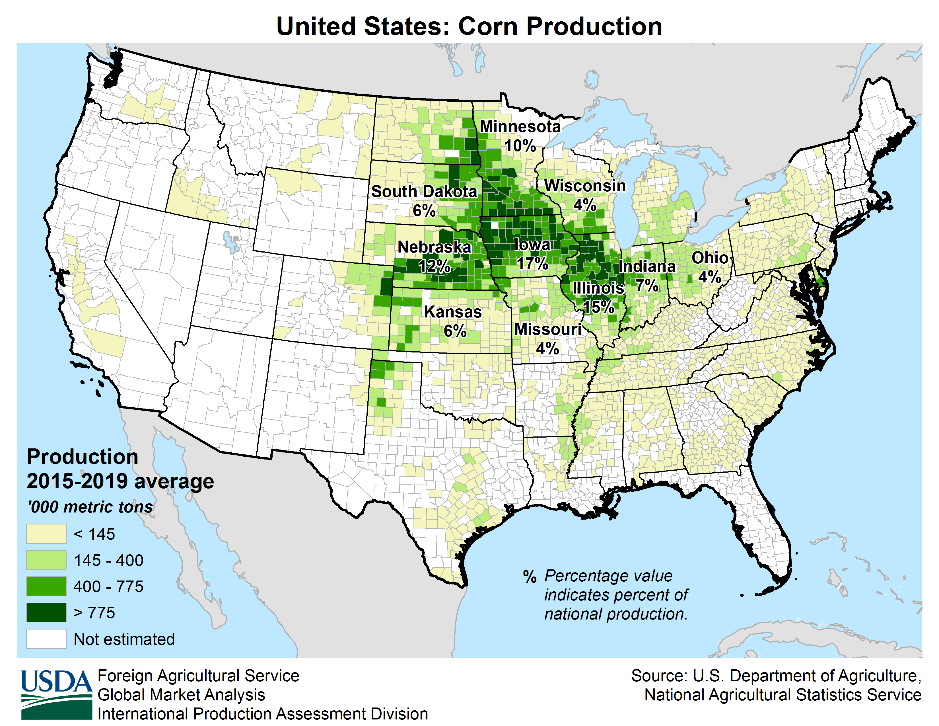 United States: Corn Production
Minnesota
10%
South Dakota
6%
Wisconsin
4%
Nebraska
12%
Iowa
17%
Ohio
4%
Indiana
7%
Illinois
15%
Kansas
6%
Missouri
4%
Production
2015-2019 average
'000 metric tons
< 145
145 - 400
400 - 775
> 775
Not estimated
% Percentage value
indicates percent of
national production.
USDA
Foreign Agricultural Service
Global Market Analysis
International Production Assessment Division
Source: U.S. Department of Agriculture,
National Agricultural Statistics Service